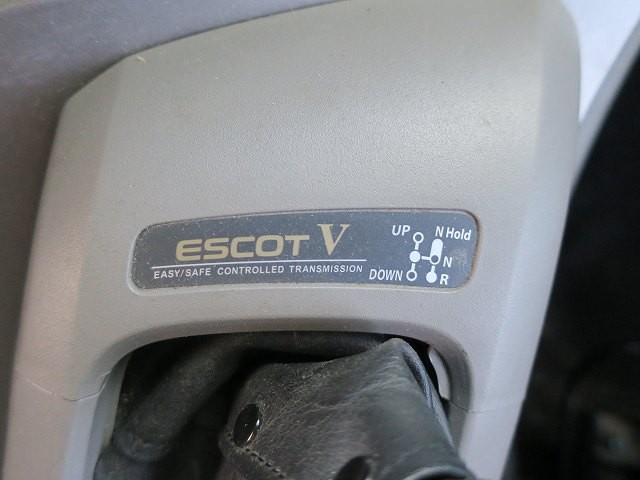 ESCOT V
EASY/SAFE CONTROLLED TRANSMISSION
UP N Hold
N
DOWN R